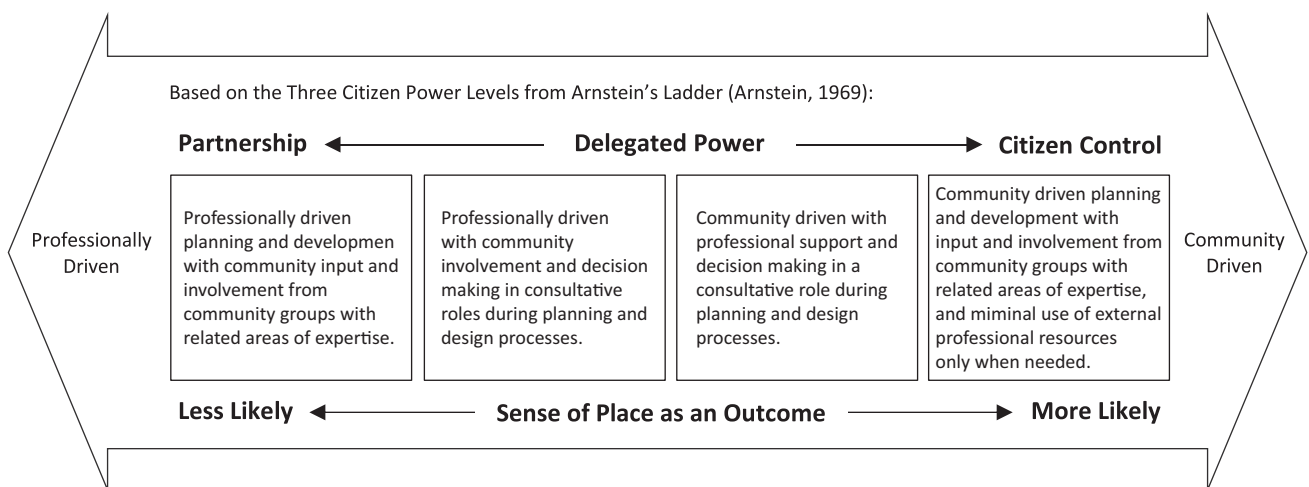 Based on the Three Citizen Power Levels from Arnstein’s Ladder (Arnstein, 1969):
Partnership Delegated Power Citizen Control
Professionally
Driven
Professionally driven
planning and developmen
with community input and
involvement from
community groups with
related areas of expertise.
Professionally driven
with community
involvement and decision
making in consultative
roles during planning and
design processes.
Community driven with
professional support and
decision making in a
consultative role during
planning and design
processes.
Community driven planning
and development with
input and involvement from
community groups with
related areas of expertise,
and miminal use of external
professional resources
only when needed.
Community
Driven
Less Likely Sense of Place as an Outcome More Likely